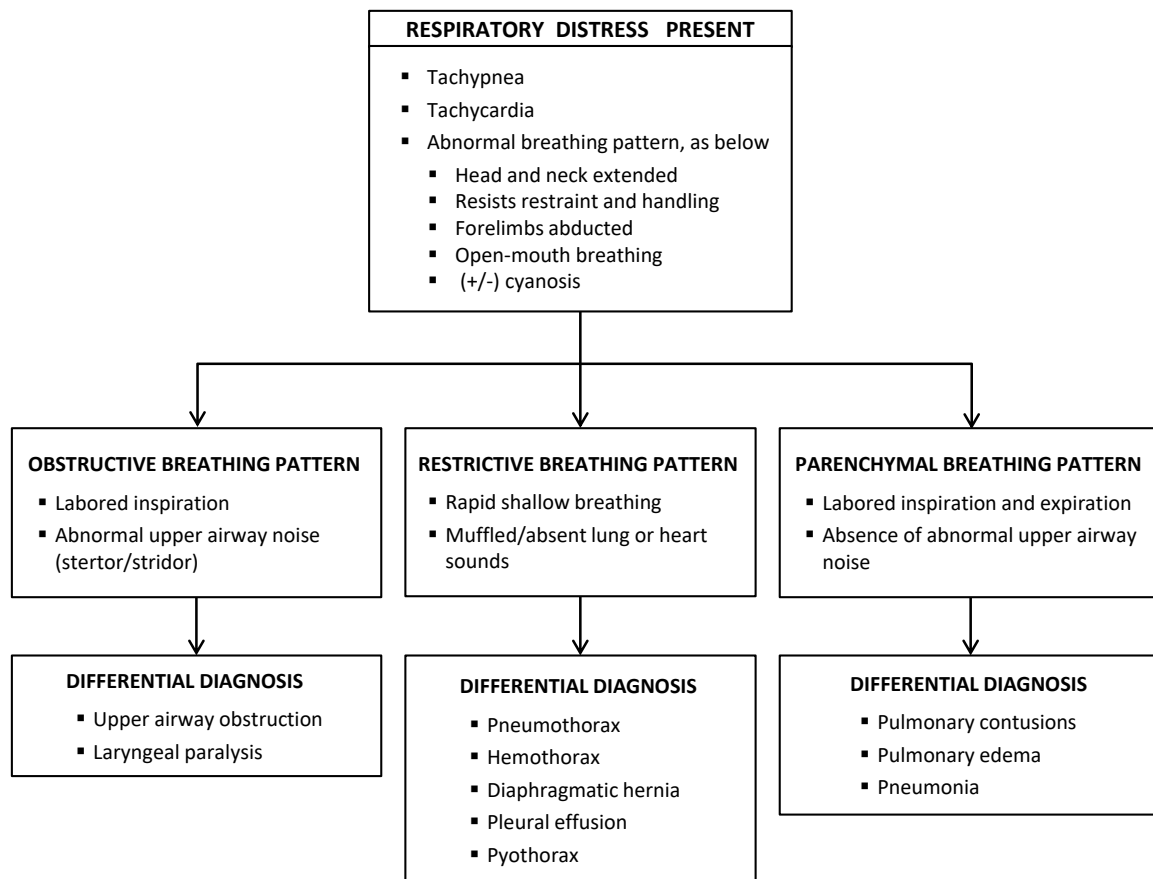 RESPIRATORY DISTRESS PRESENT
▪ Tachypnea
▪ Tachycardia
▪ Abnormal breathing pattern, as below
▪ Head and neck extended
▪ Resists restraint and handling
▪ Forelimbs abducted
▪ Open-mouth breathing
▪ (+/-) cyanosis
OBSTRUCTIVE BREATHING PATTERN
▪ Labored inspiration
▪ Abnormal upper airway noise
(stertor/stridor)
RESTRICTIVE BREATHING PATTERN
▪ Rapid shallow breathing
▪ Muffled/absent lung or heart
sounds
PARENCHYMAL BREATHING PATTERN
▪ Labored inspiration and expiration
▪ Absence of abnormal upper airway
noise
DIFFERENTIAL DIAGNOSIS
▪ Upper airway obstruction
▪ Laryngeal paralysis
DIFFERENTIAL DIAGNOSIS
▪ Pneumothorax
▪ Hemothorax
▪ Diaphragmatic hernia
▪ Pleural effusion
▪ Pyothorax
DIFFERENTIAL DIAGNOSIS
▪ Pulmonary contusions
▪ Pulmonary edema
▪ Pneumonia